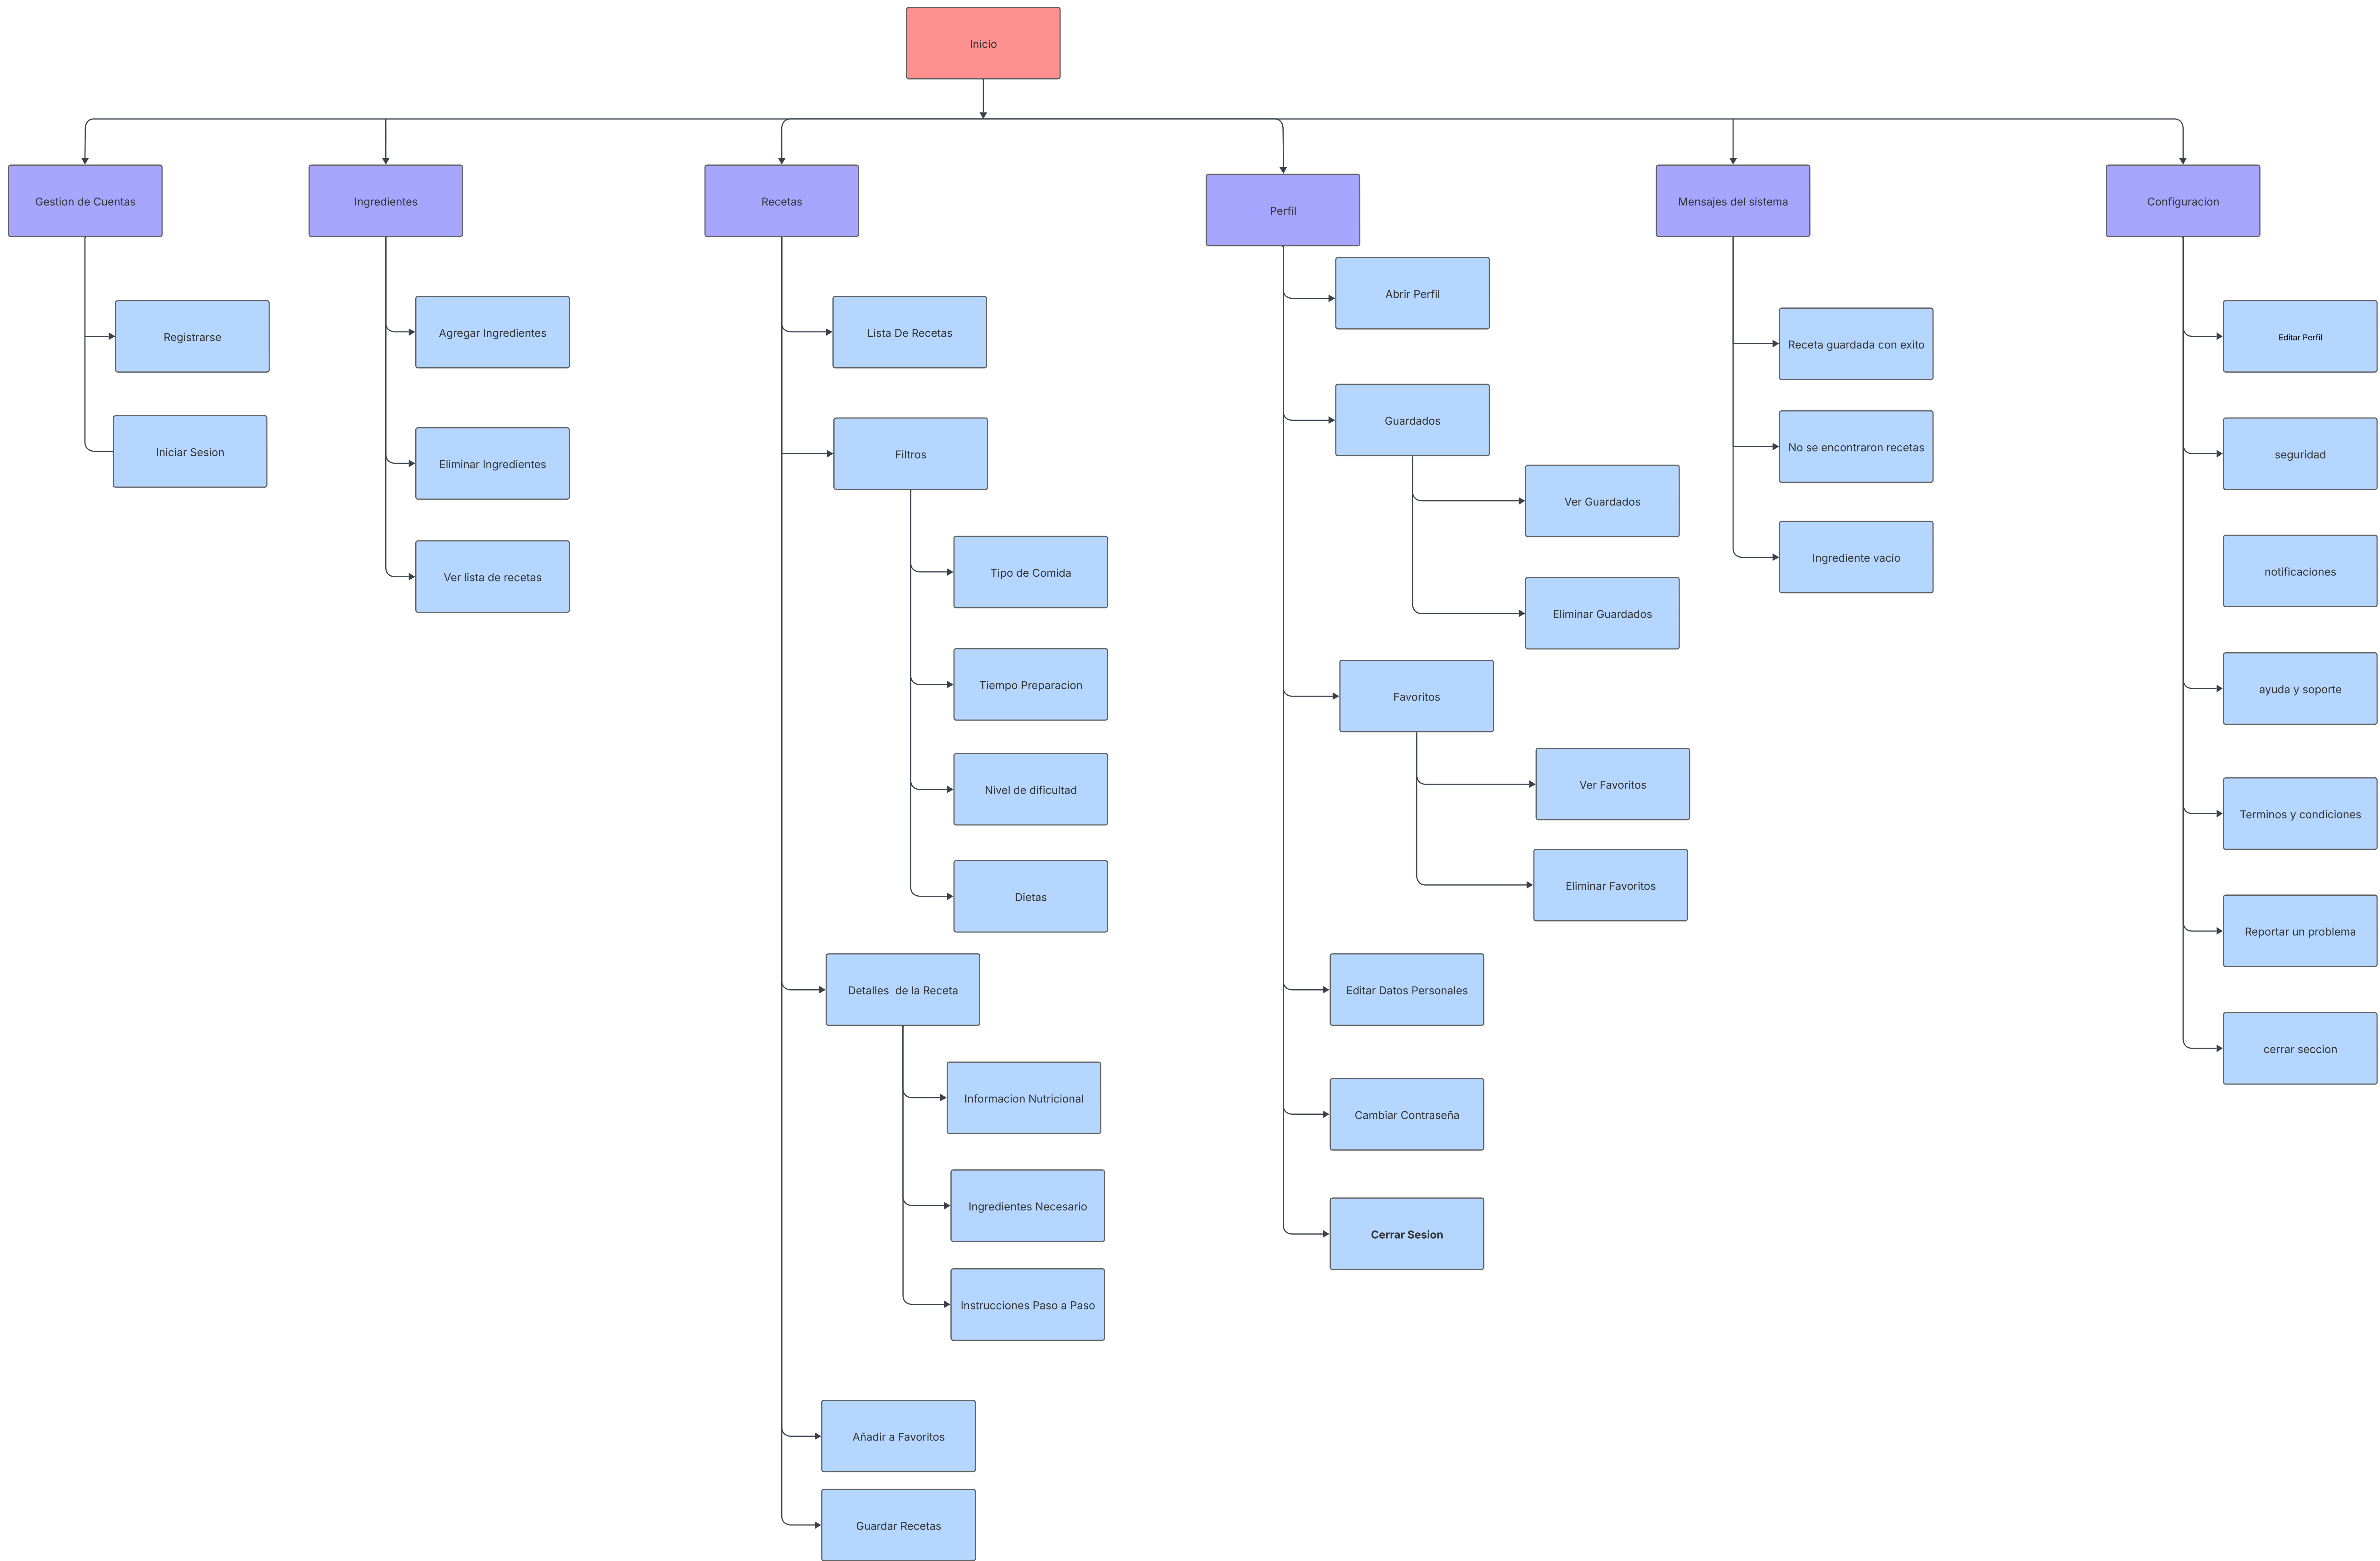 Inicio
Gestion de Cuentas
Registrarse
Iniciar Sesion
Ingredientes
Agregar Ingredientes
Eliminar Ingredientes
Ver lista de recetas
Recetas
Lista De Recetas
Filtros
Tipo de Comida
Tiempo Preparacion
Nivel de dificultad
Dietas
Detalles  de la Receta
Informacion Nutricional
Ingredientes Necesario
Instrucciones Paso a Paso
Añadir a Favoritos
Guardar Recetas
Perfil
Abrir Perfil
Guardados
Ver Guardados
Eliminar Guardados
Favoritos
Ver Favoritos
Eliminar Favoritos
Editar Datos Personales
Cambiar Contraseña
Cerrar Sesion
Mensajes del sistema
Receta guardada con exito
No se encontraron recetas
Ingrediente vacio
Configuracion
Editar Perfil
seguridad
notificaciones
ayuda y soporte
Terminos y condiciones
Reportar un problema
cerrar seccion